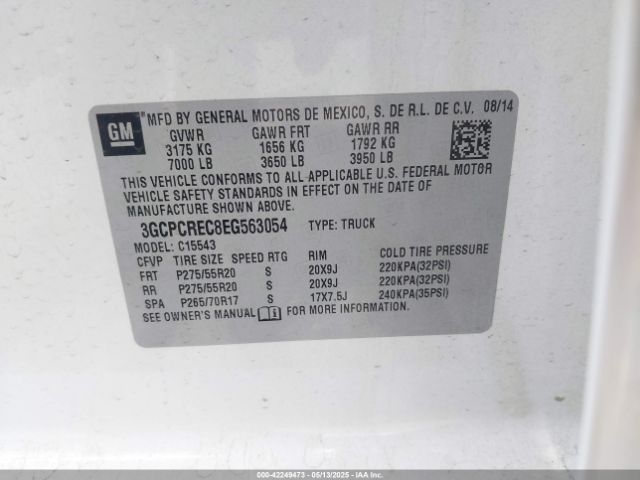 GM
MFD BY GENERAL MOTORS DE MEXICO, S. DE R.L. DE C.V. 08/14
GVWR GAWR FRT GAWR RR
3175 KG 1656 KG 1792 KG
7000 LB 3650 LB 3950 LB
THIS VEHICLE CONFORMS TO ALL APPLICABLE U.S. FEDERAL MOTOR
VEHICLE SAFETY STANDARDS IN EFFECT ON THE DATE OF
MANUFACTURE SHOWN ABOVE.
3GCPCREC8EG563054 TYPE: TRUCK
MODEL: C15543
CFVP TIRE SIZE SPEED RTG RIM COLD TIRE PRESSURE
FRT P275/55R20 S 20X9J 220KPA(32PSI)
RR P275/55R20 S 20X9J 220KPA(32PSI)
SPA P265/70R17 S 17X7.5J 240KPA(35PSI)
SEE OWNER'S MANUAL FOR MORE INFORMATION.
000-42249473 - 05/13/2025 - IAA Inc.